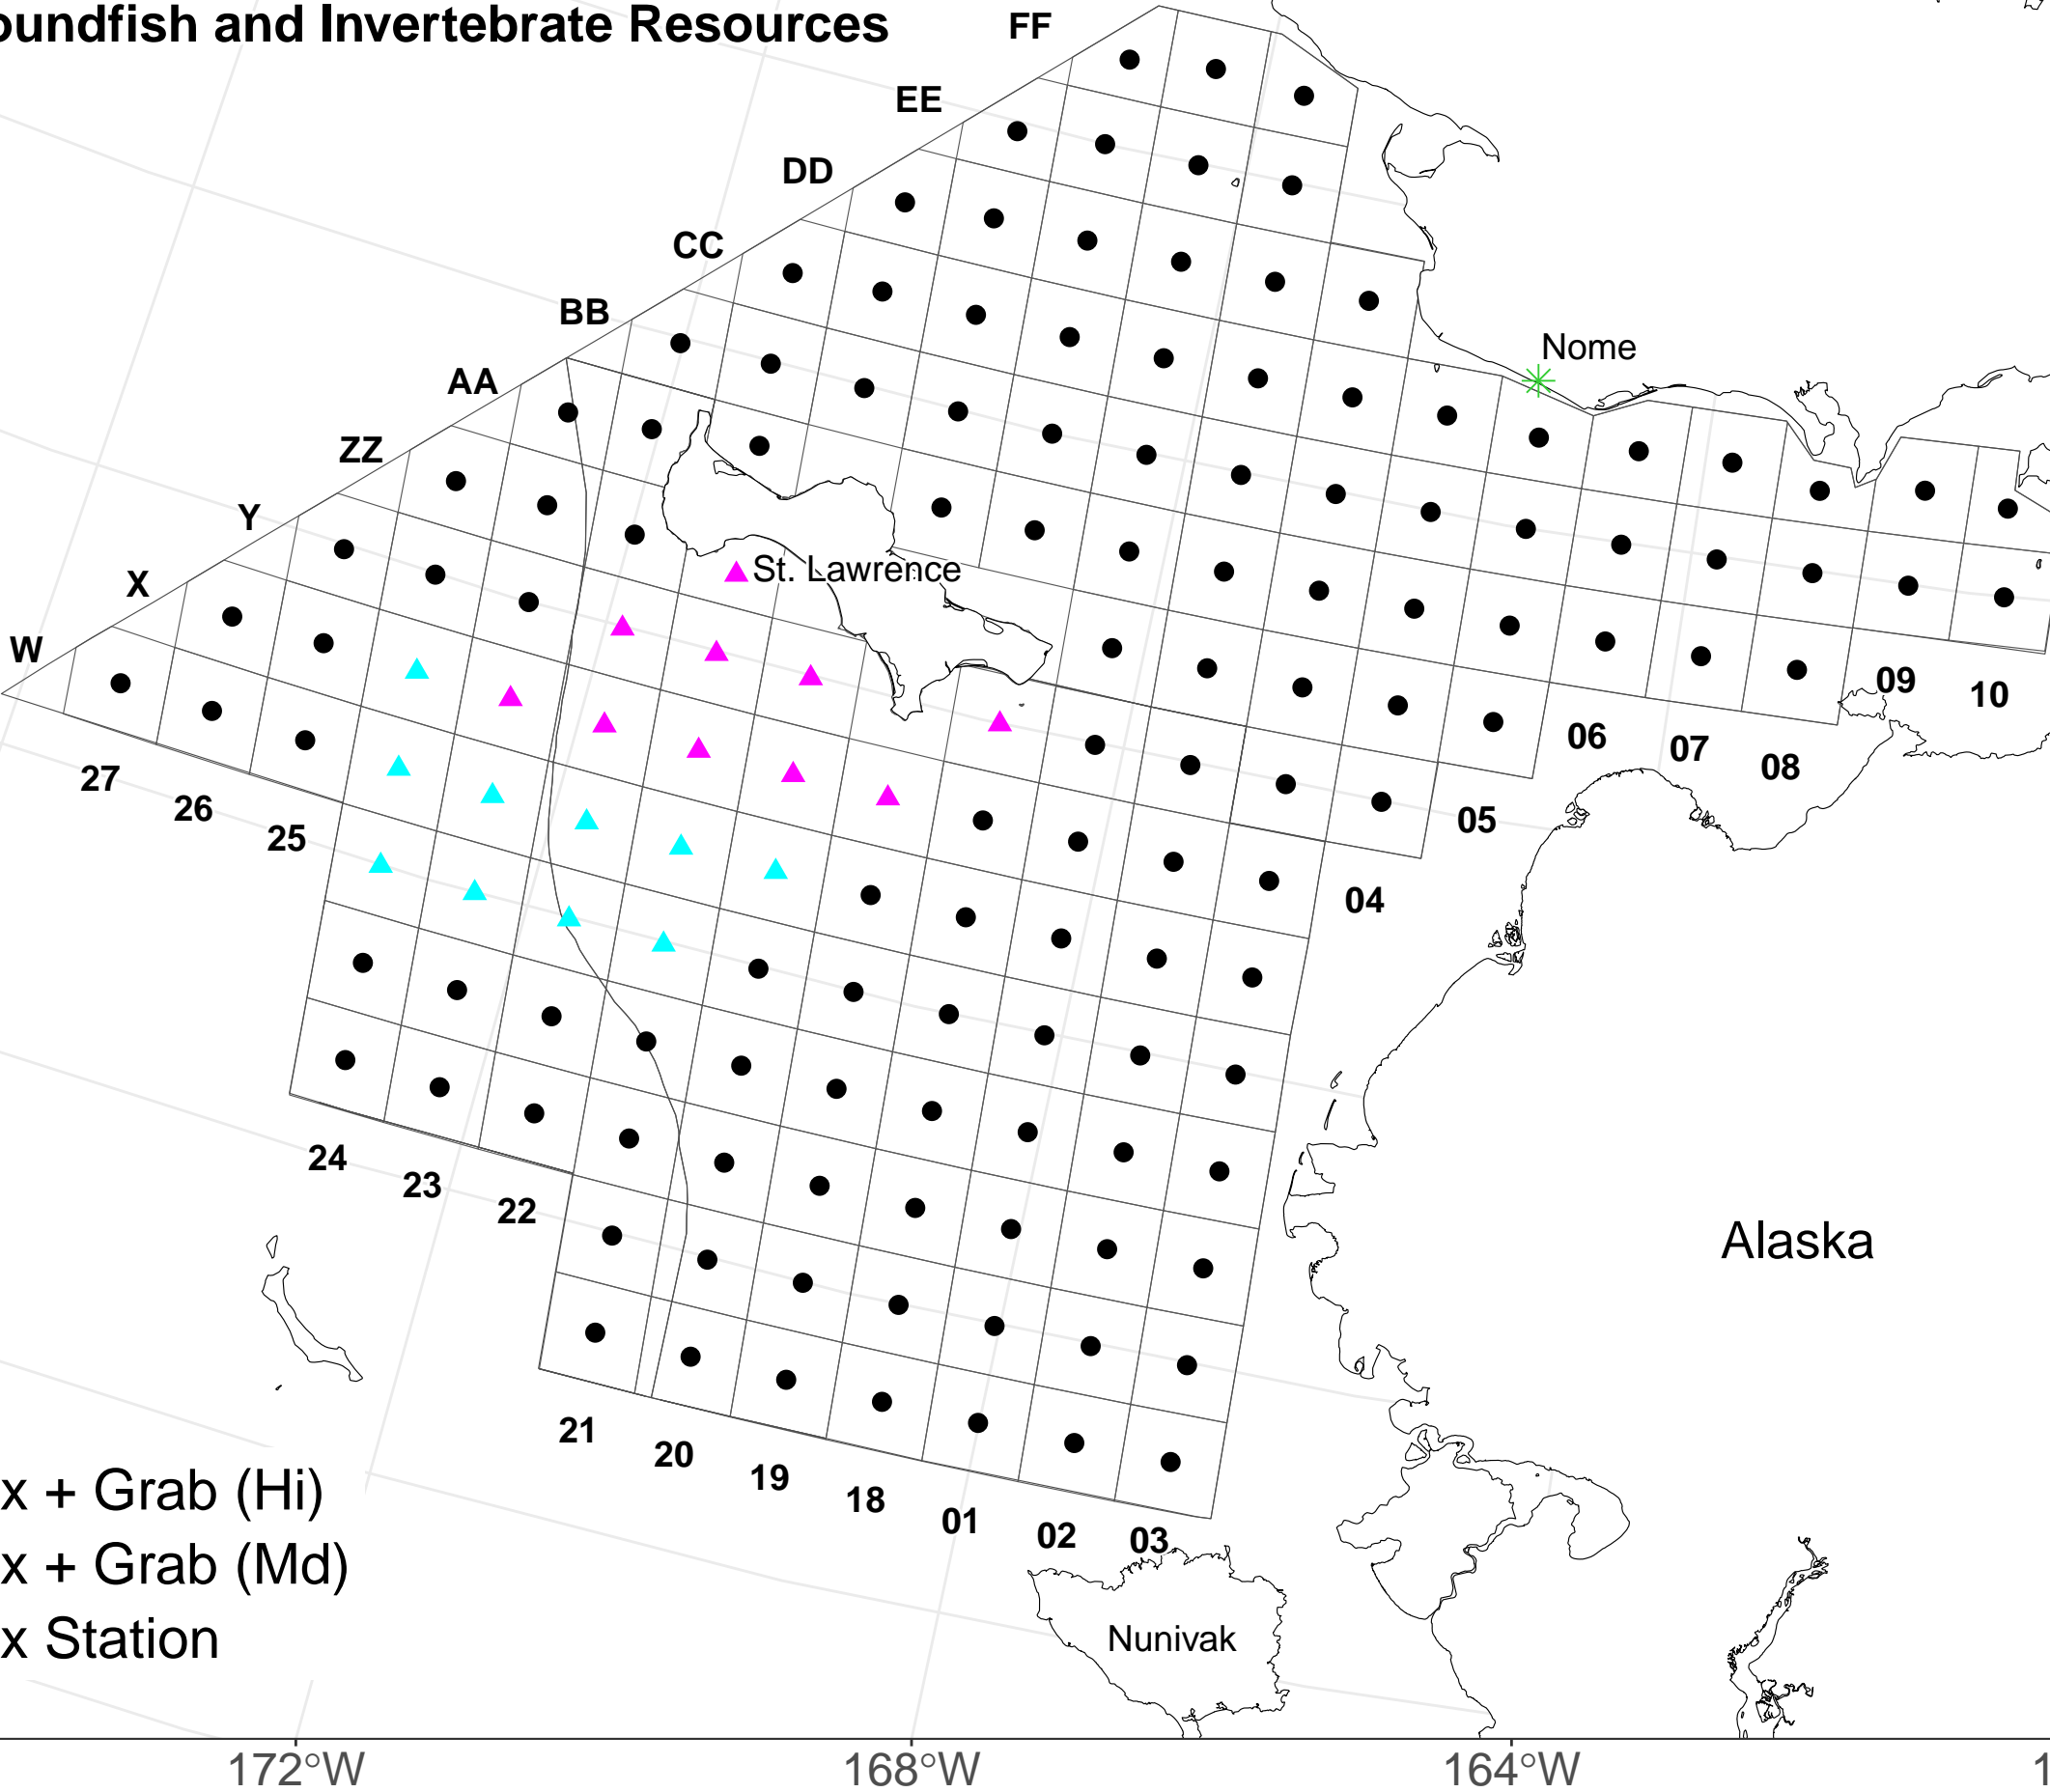 oundfish and Invertebrate Resources
FF
EE
DD
CC
BB
AA
ZZ
Y
X
W
Nome
St. Lawrence
27
26
25
24
23
22
21
20
19
18
01
02
03
04
05
06
07
08
09
10
Alaska
Nunivak
x + Grab (Hi)
x + Grab (Md)
x Station
172°W
168°W
164°W
1